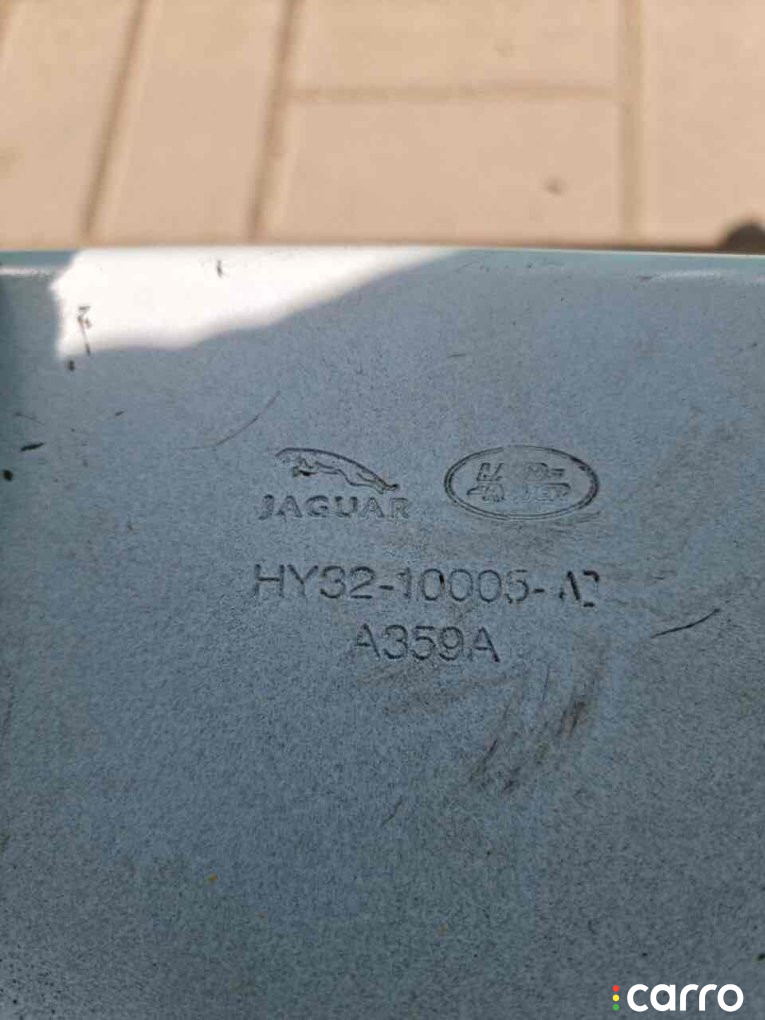 JAGUAR
HY32-10005-
A359A
carro